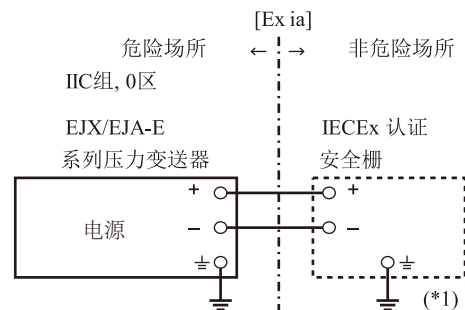 [Ex ia]
危险场所 ← → 非危险场所
IIC组, 0区
EJX/EJA-E
系列压力变送器
IECEx 认证
安全栅
电源
+
+
−
−
(*1)